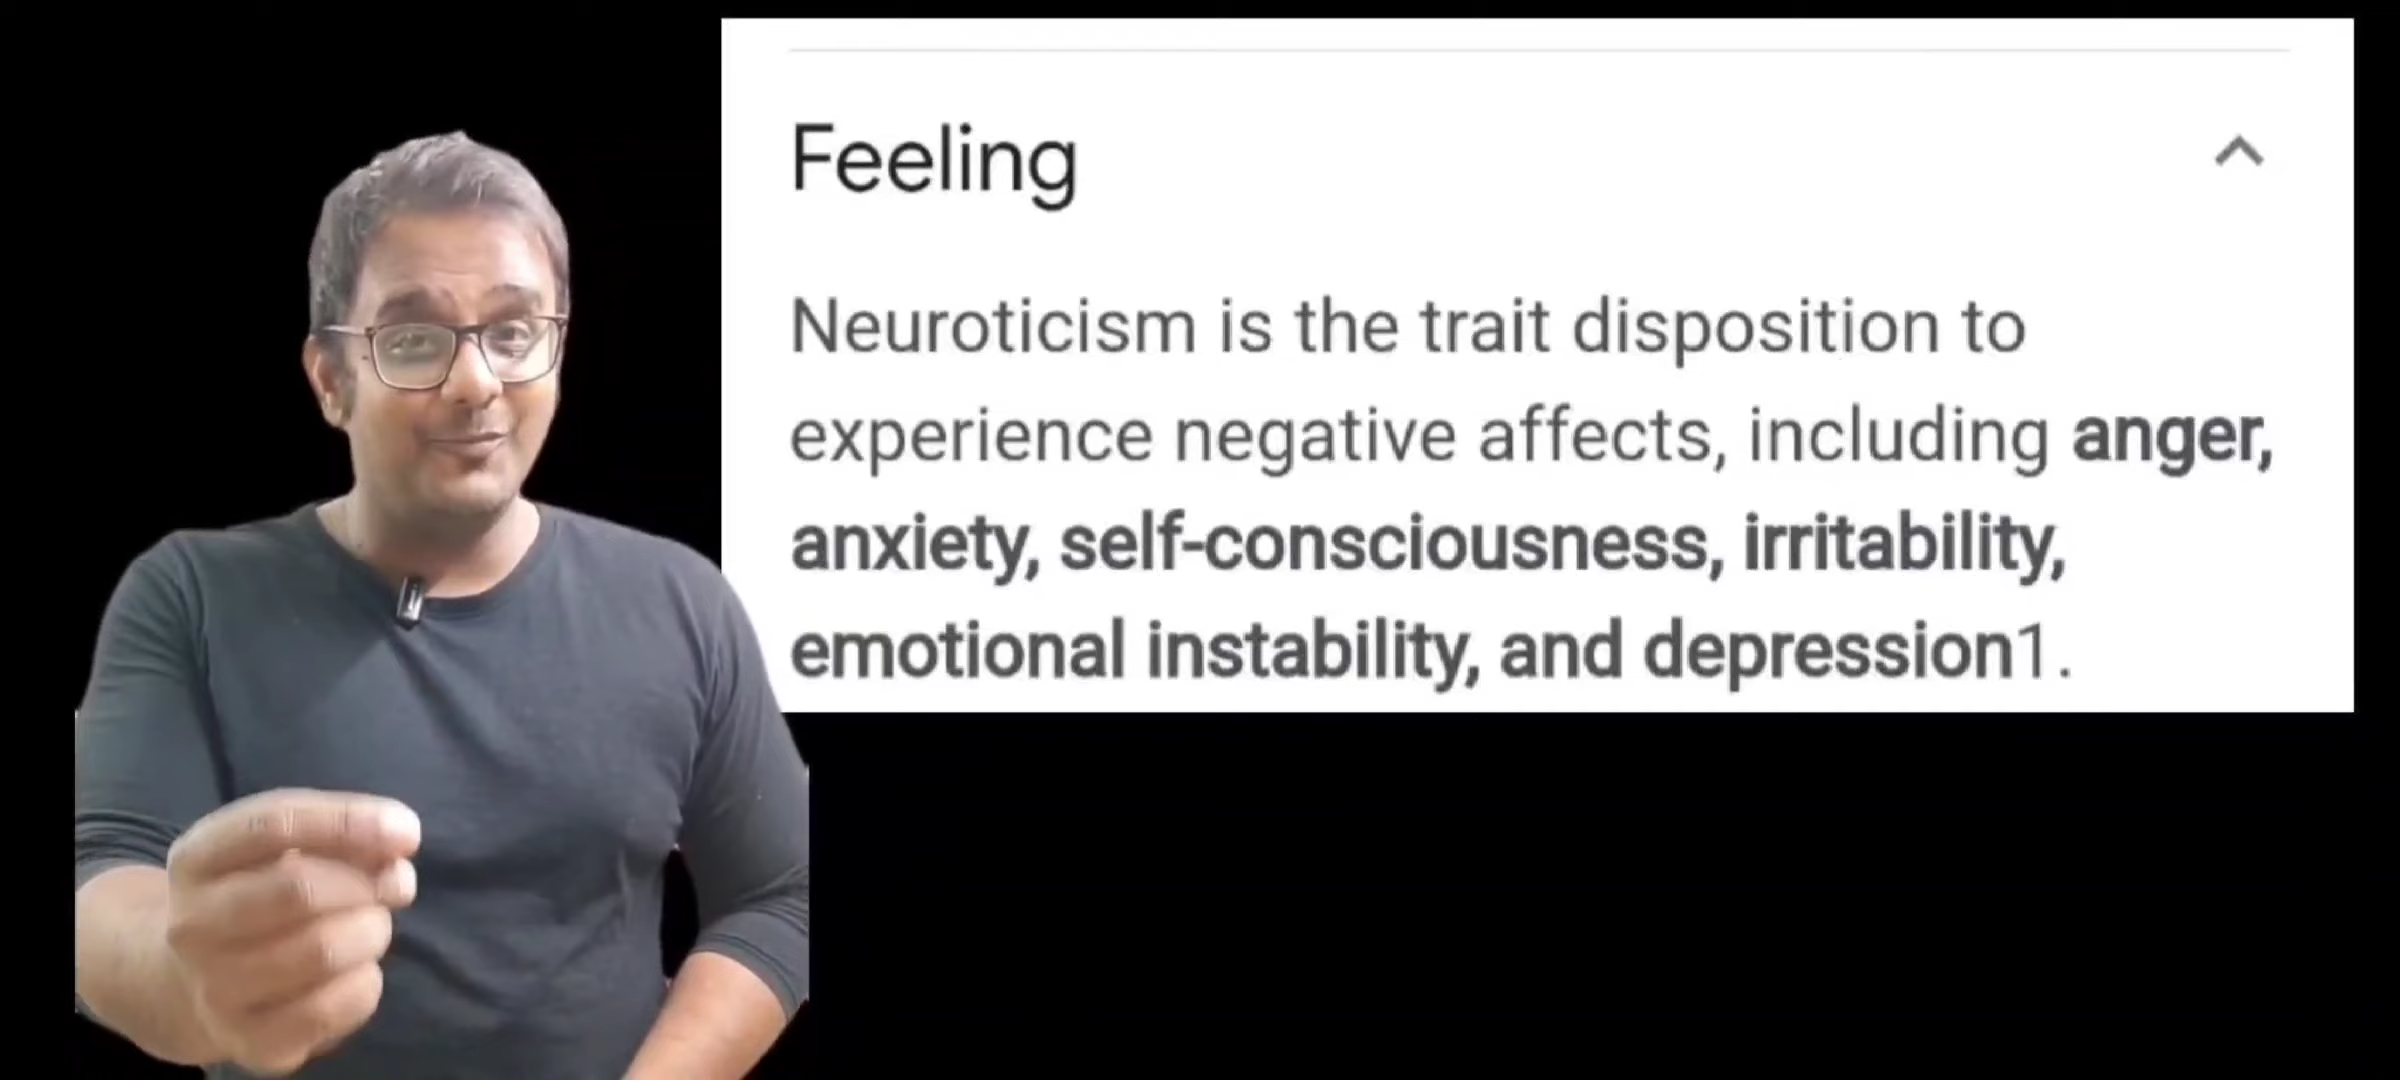 Feeling
Neuroticism is the trait disposition to
experience negative affects, including anger,
anxiety, self-consciousness, irritability,
emotional instability, and depression1.